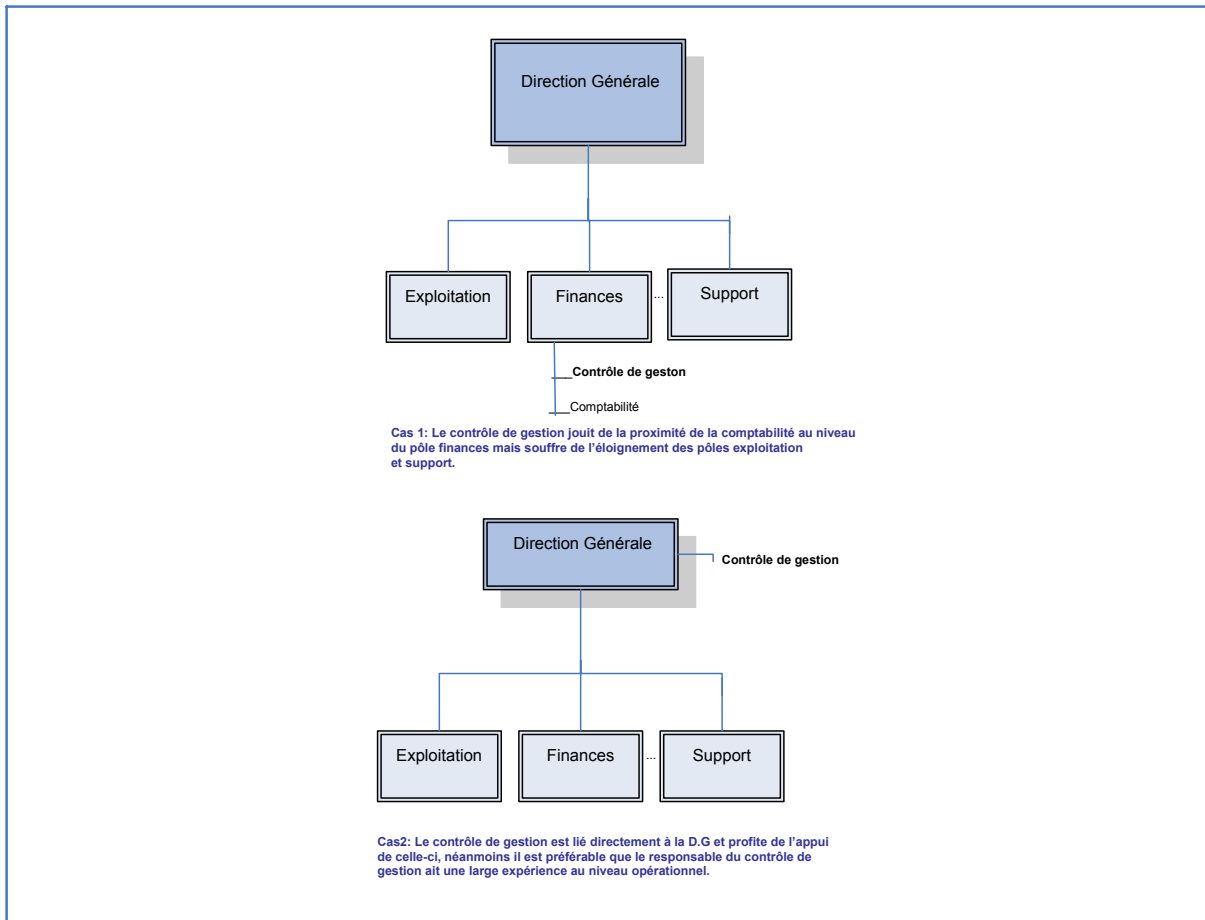 Direction Générale
Exploitation
Finances
...
Support
Contrôle de geston
Comptabilité
Cas 1: Le contrôle de gestion jouit de la proximité de la comptabilité au niveau
du pôle finances mais souffre de l'éloignement des pôles exploitation
et support.
Direction Générale
Contrôle de gestion
Exploitation
Finances
...
Support
Cas2: Le contrôle de gestion est lié directement à la D.G et profite de l'appui
de celle-ci, néanmoins il est préférable que le responsable du contrôle de
gestion ait une large expérience au niveau opérationnel.